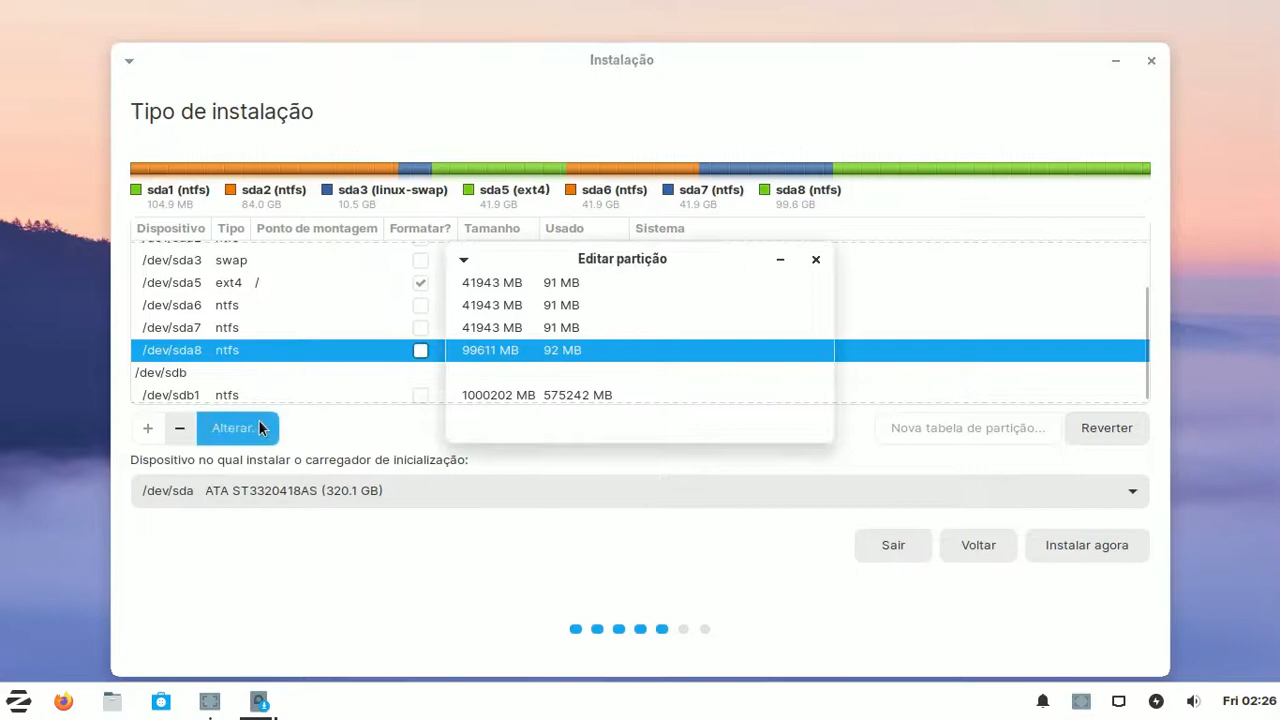 Instalação
Tipo de instalação
sda1 (ntfs) sda2 (ntfs) sda3 (linux-swap) sda5 (ext4) sda6 (ntfs) sda7 (ntfs) sda8 (ntfs)
104.9 MB 84.0 GB 10.5 GB 41.9 GB 41.9 GB 41.9 GB 99.6 GB
Dispositivo Tipo Ponto de montagem Formatar? Tamanho Usado Sistema
Editar partição
/dev/sda3 swap
/dev/sda5 ext4 / 41943 MB 91 MB
/dev/sda6 ntfs 41943 MB 91 MB
/dev/sda7 ntfs 41943 MB 91 MB
/dev/sda8 ntfs 99611 MB 92 MB
/dev/sdb
/dev/sdb1 ntfs 1000202 MB 575242 MB
+ − Alterar... Nova tabela de partição... Reverter
Dispositivo no qual instalar o carregador de inicialização:
/dev/sda ATA ST3320418AS (320.1 GB)
Sair Voltar Instalar agora
Fri 02:26